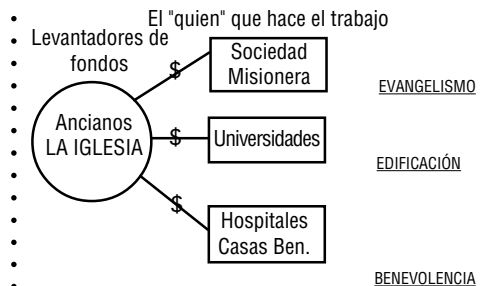 El "quien" que hace el trabajo
Levantadores de
fondos
Sociedad
Misionera
$
EVANGELISMO
Ancianos
LA IGLESIA
$
Universidades
EDIFICACIÓN
$
Hospitales
Casas Ben.
BENEVOLENCIA